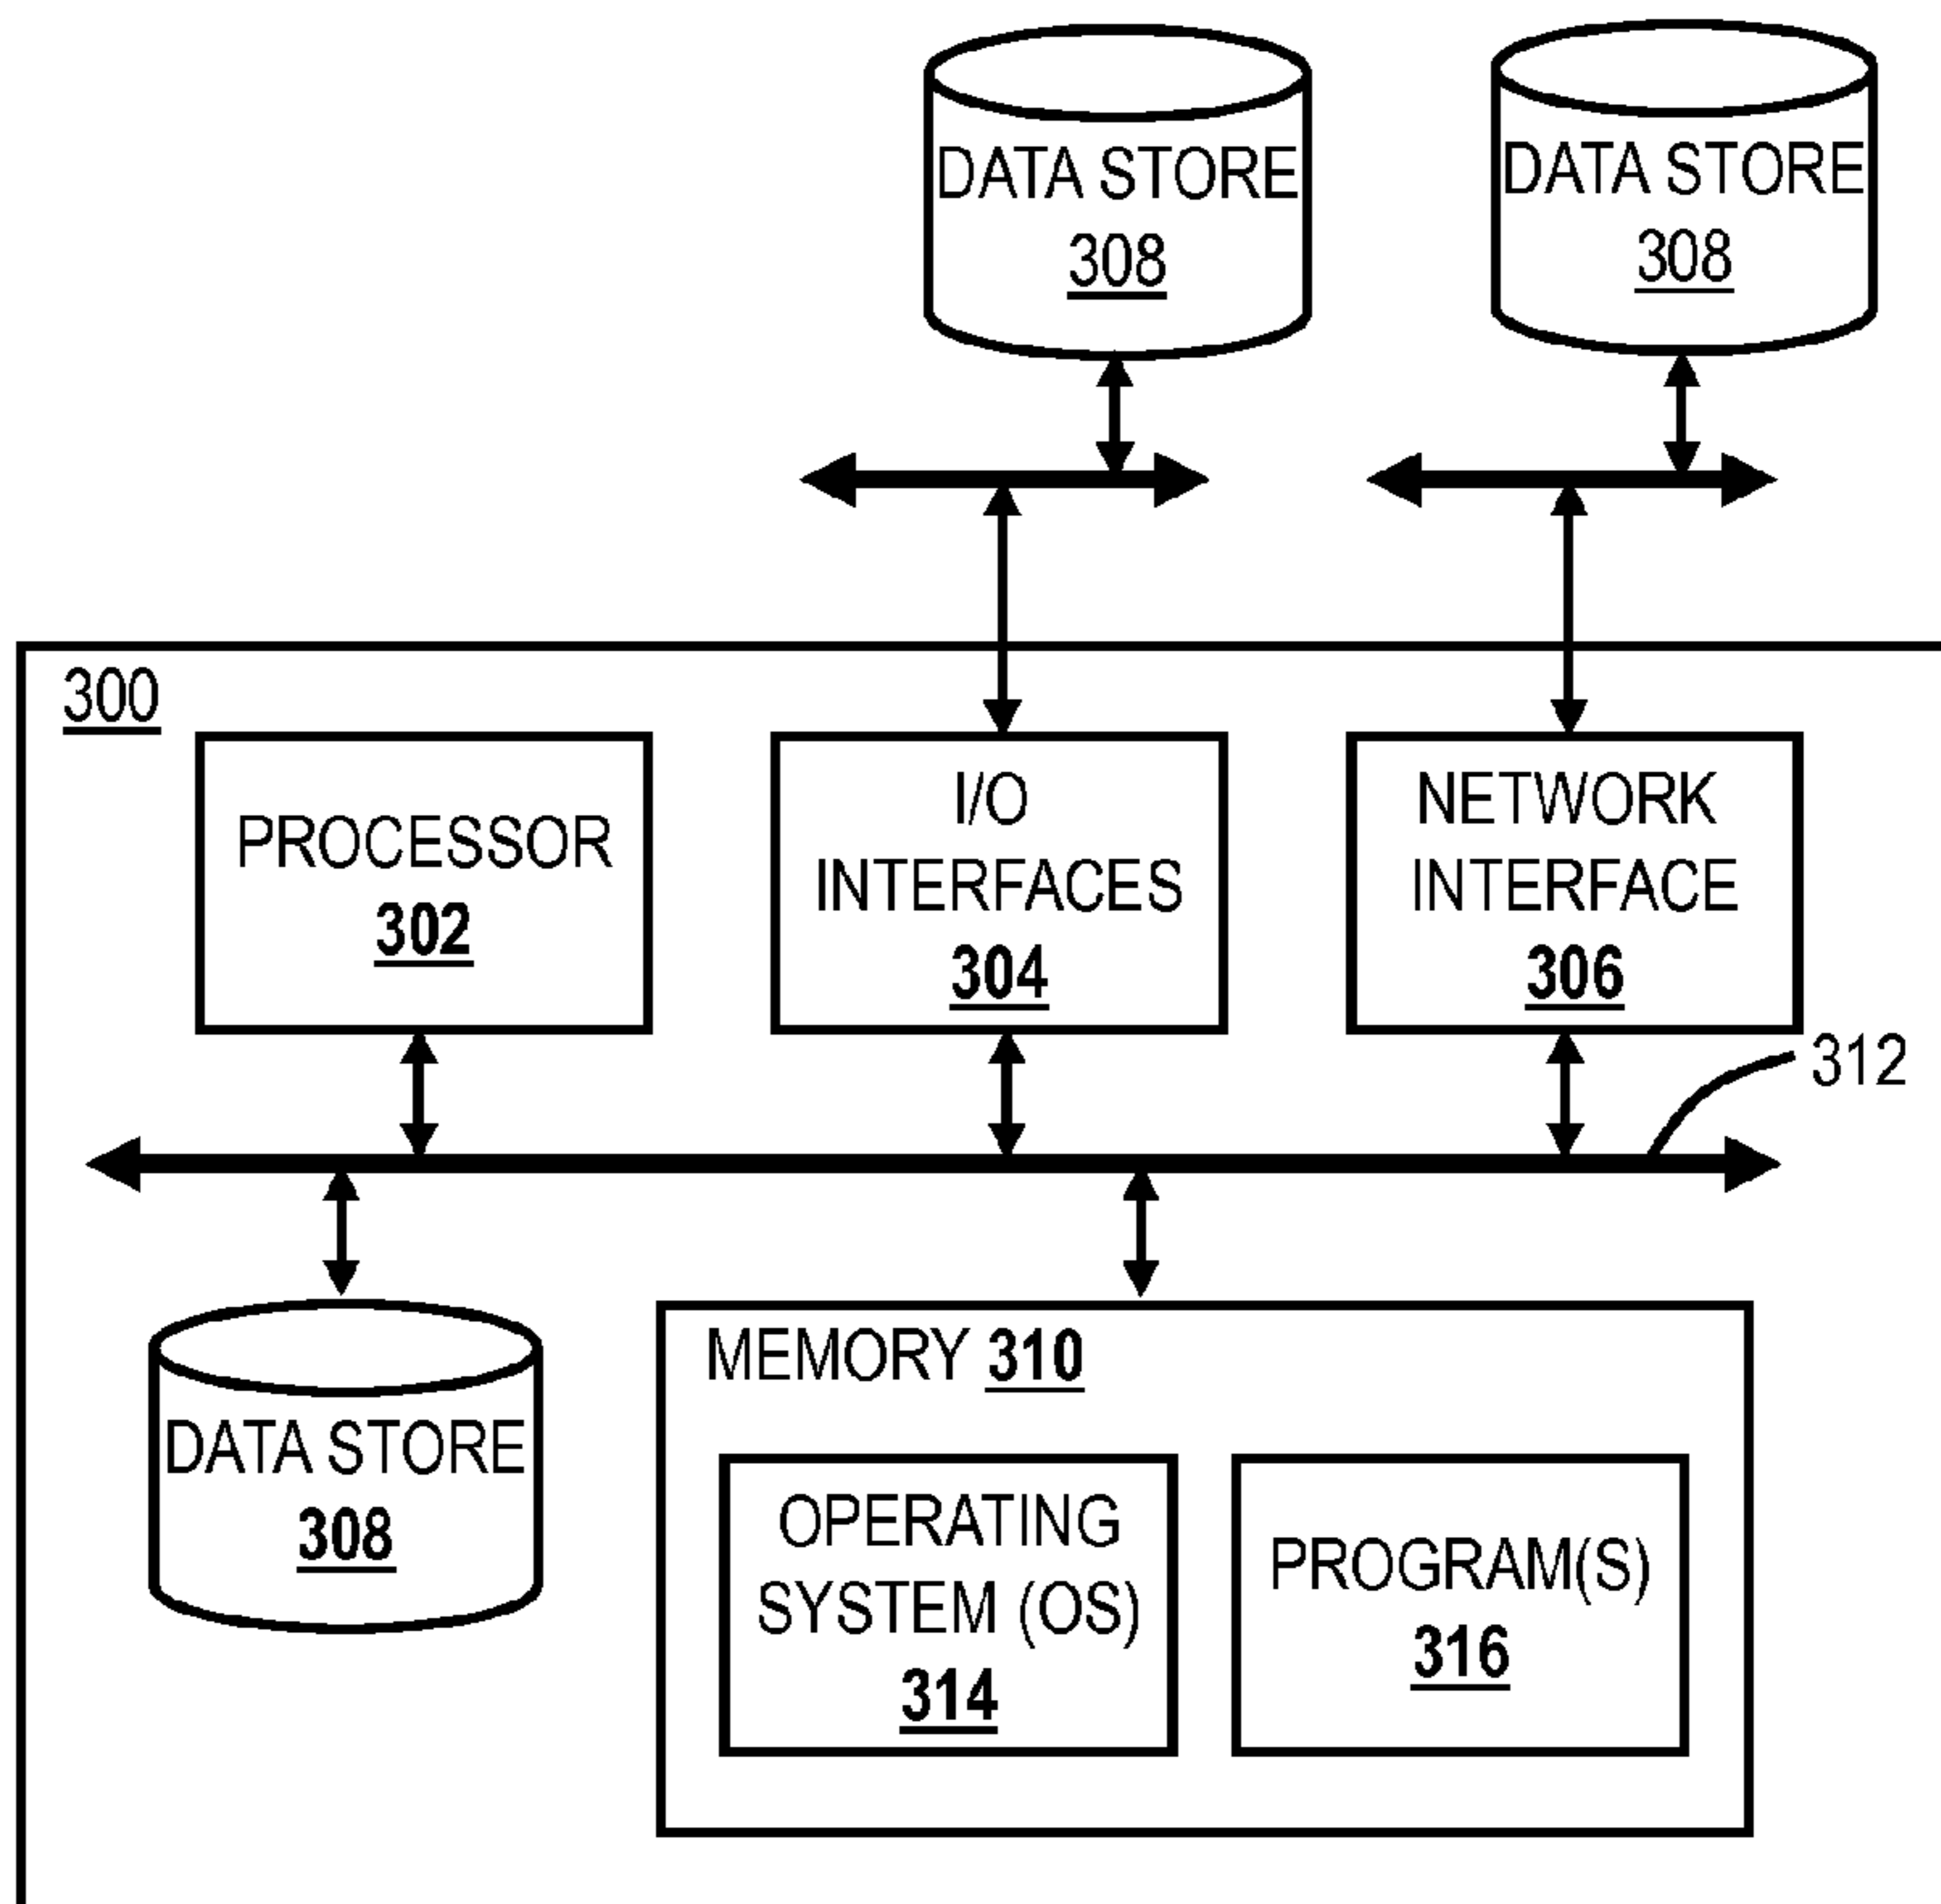 DATA STORE
308
DATA STORE
308
300
PROCESSOR
302
I/O
INTERFACES
304
NETWORK
INTERFACE
306
312
DATA STORE
308
MEMORY 310
OPERATING
SYSTEM (OS)
314
PROGRAM(S)
316